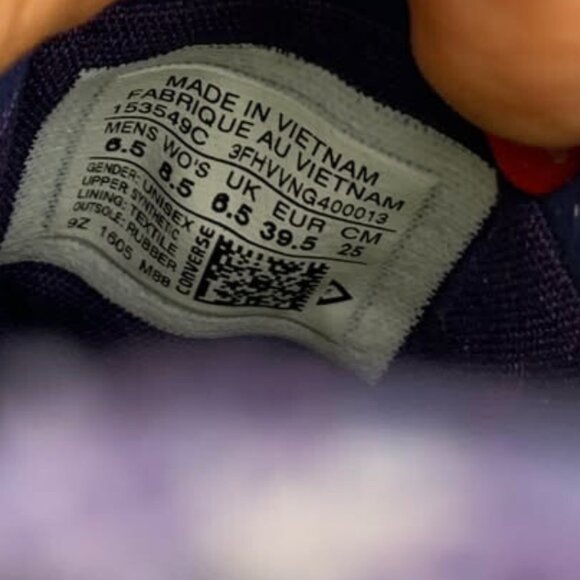 MADE IN VIETNAM
FABRIQUE AU VIETNAM
153549C 3FHVVNG400013
MENS WO'S UK EUR CM
6.5 8.5 6.5 39.5 25
GENDER: UNISEX
UPPER SYNTHETIC
LINING: TEXTILE
OUTSOLE: RUBBER
9Z 1605 M88
CONVERSE